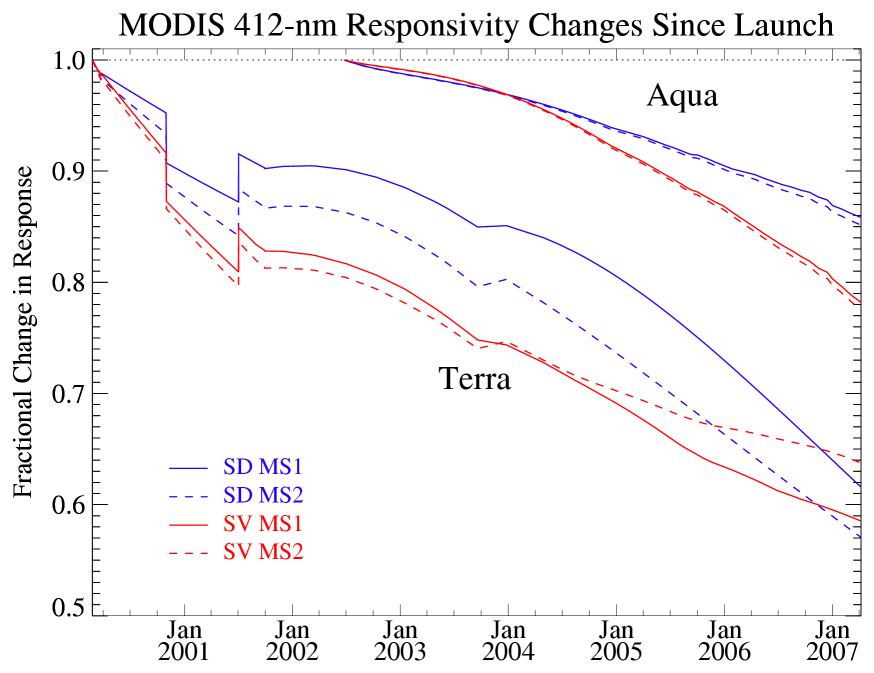 MODIS 412-nm Responsivity Changes Since Launch
Fractional Change in Response
1.0
0.9
0.8
0.7
0.6
0.5
Aqua
Terra
SD MS1
SD MS2
SV MS1
SV MS2
Jan Jan Jan Jan Jan Jan Jan
2001 2002 2003 2004 2005 2006 2007